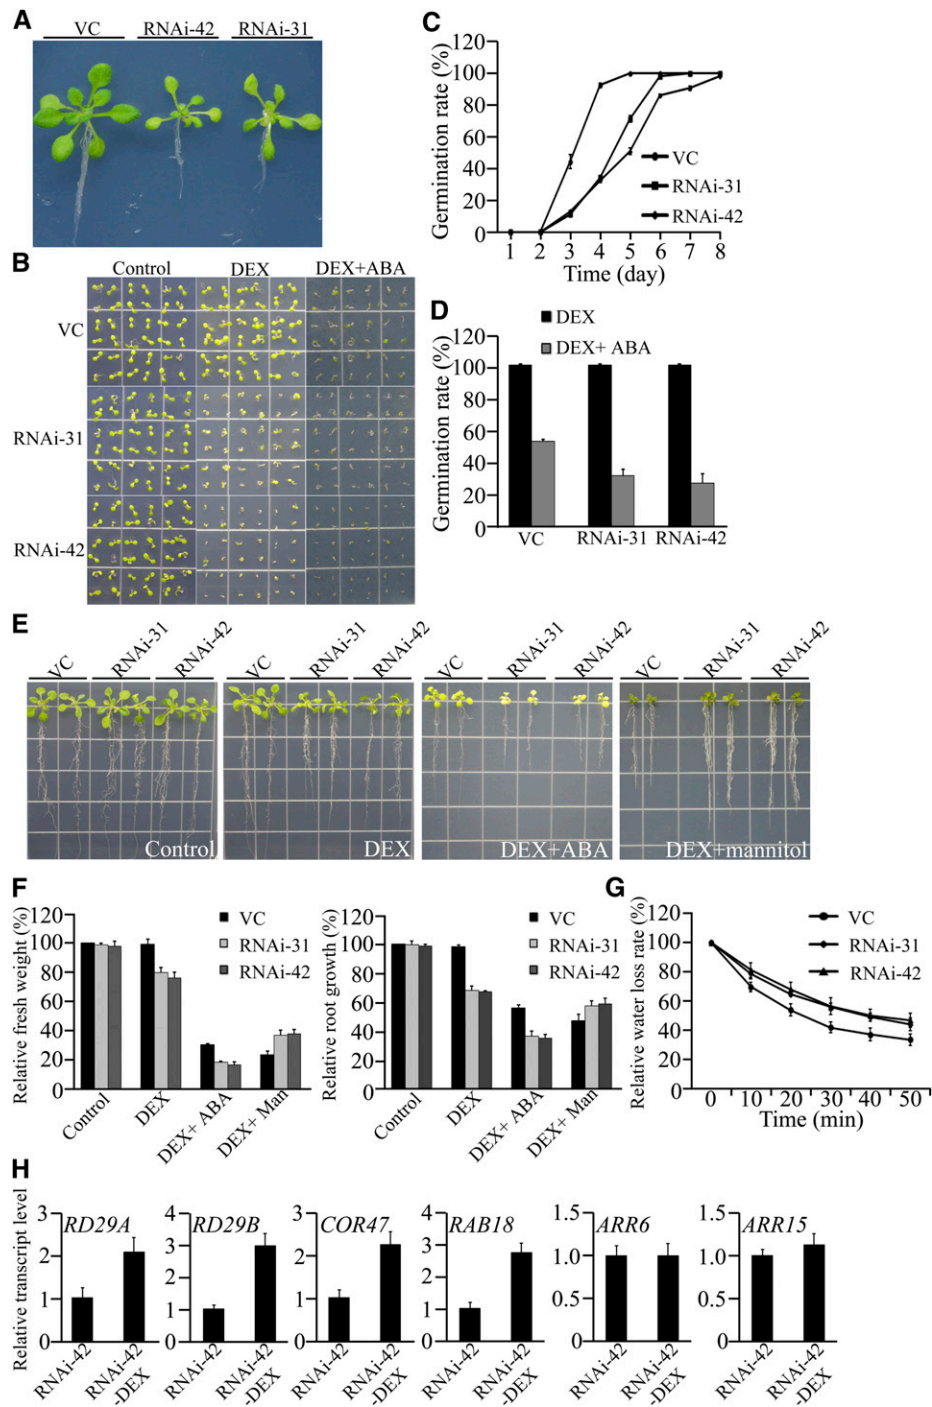 A
VC RNAi-42 RNAi-31
B
Control DEX DEX+ABA
VC
RNAi-31
RNAi-42
C
Germination rate (%)
120
100
80
60
40
20
0
1 2 3 4 5 6 7 8
Time (day)
VC
RNAi-31
RNAi-42
D
Germination rate (%)
120
100
80
60
40
20
0
DEX
DEX+ ABA
VC RNAi-31 RNAi-42
E
VC RNAi-31 RNAi-42
Control
VC RNAi-31 RNAi-42
DEX
VC RNAi-31 RNAi-42
DEX+ABA
VC RNAi-31 RNAi-42
DEX+mannitol
F
Relative fresh weight (%)
120
100
80
60
40
20
0
VC
RNAi-31
RNAi-42
Control DEX DEX+ ABA DEX+ Man
Relative root growth (%)
120
100
80
60
40
20
0
VC
RNAi-31
RNAi-42
Control DEX DEX+ ABA DEX+ Man
G
Relative water loss rate (%)
120
100
80
60
40
20
0
0 10 20 30 40 50
Time (min)
VC
RNAi-31
RNAi-42
H
Relative transcript level
RD29A
3
2
1
0
RNAi-42 RNAi-42
-DEX
RD29B
4
3
2
1
0
RNAi-42 RNAi-42
-DEX
COR47
3
2
1
0
RNAi-42 RNAi-42
-DEX
RAB18
4
3
2
1
0
RNAi-42 RNAi-42
-DEX
ARR6
1.5
1.0
0.5
0
RNAi-42 RNAi-42
-DEX
ARR15
1.5
1.0
0.5
0
RNAi-42 RNAi-42
-DEX